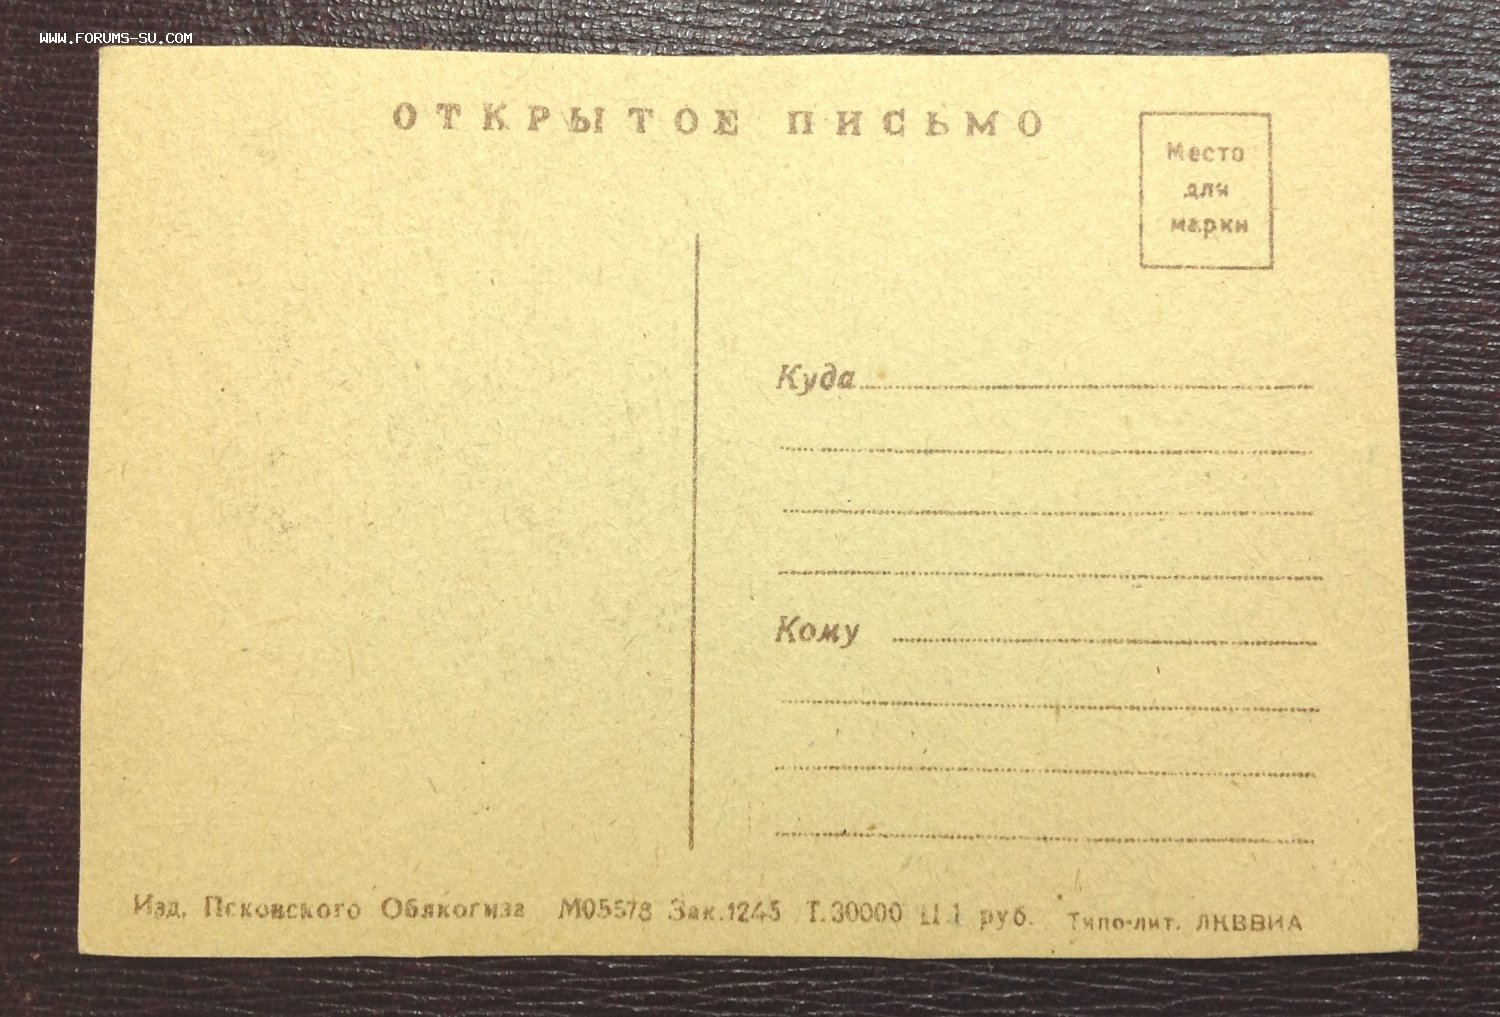 WWW.FORUMS-SU.COM
ОТКРЫТОЕ ПИСЬМО
Место
для
марки
Куда
Кому
Изд. Псковского Облкогиза М05578 Зак.1245 Т.30000 Ц 1 руб. Типо-лит. ЛКВВИА